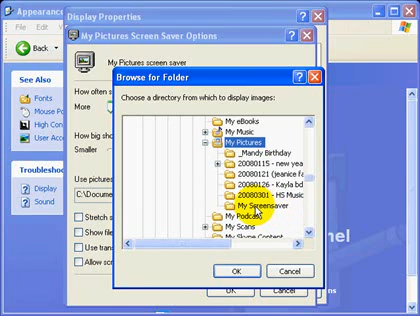 Appearance
Display Properties
File
Edit
My Pictures Screen Saver Options
Back
My Pictures screen saver
Browse for Folder
Choose a directory from which to display images:
See Also
Fonts
Mouse
High Con
User Acc
Troublesho
Display
Sound
How often s
More
How big sho
Smaller
Use pictures
C:\Docume
Stretch s
Show file
Use trans
Allow scr
My eBooks
My Music
My Pictures
_Mandy Birthday
20080115 - new yea
20080121 (jeanice fa
20080126 - Kayla bd
20080301 - HS Music
My Screensaver
My Podcasts
My Scans
My Skype Content
OK
Cancel
OK
Cancel
nel
ns